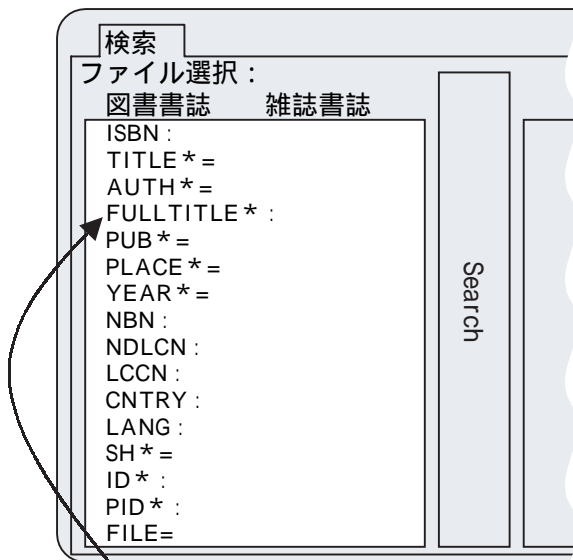 検索
ファイル選択：
図書書誌　雑誌書誌
ISBN :
TITLE*=
AUTH*=
FULLTITLE* :
PUB*=
PLACE*=
YEAR*=
NBN :
NDLCN :
LCCN :
CNTRY :
LANG :
SH*=
ID* :
PID* :
FILE=
Search